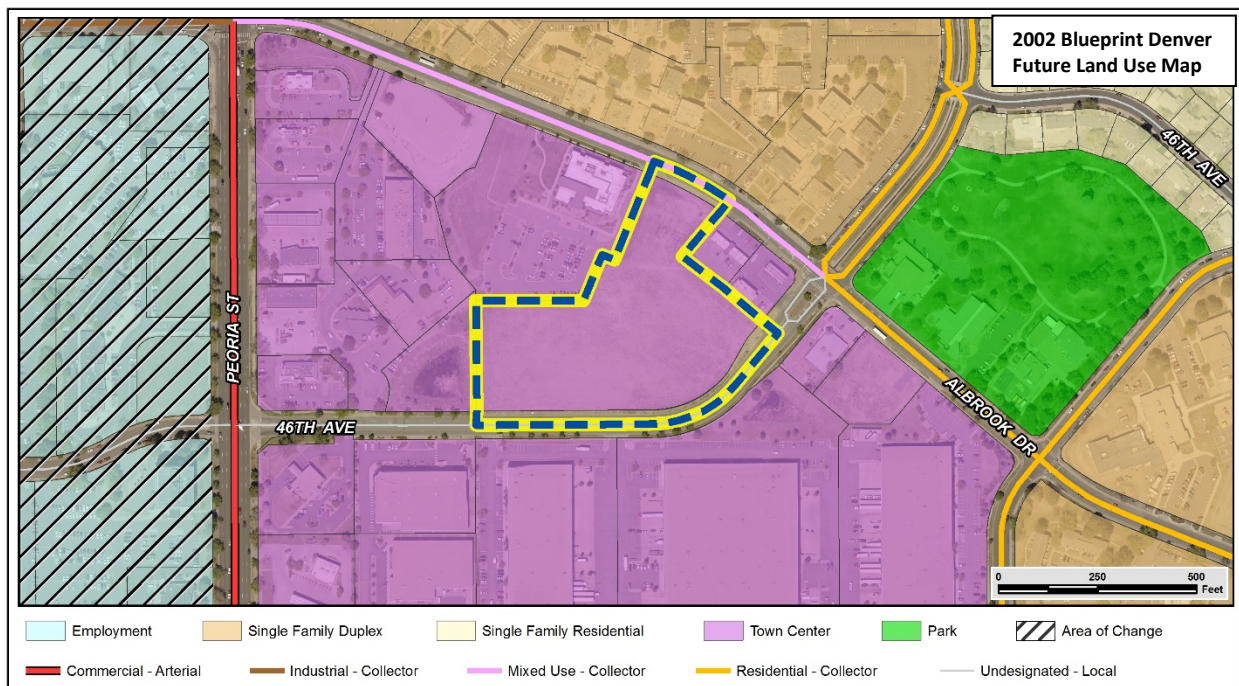 2002 Blueprint Denver
Future Land Use Map
46TH AVE
PEORIA ST
46TH AVE
ALBROOK DR
0 250 500
Feet
Employment
Single Family Duplex
Single Family Residential
Town Center
Park
Area of Change
Commercial - Arterial
Industrial - Collector
Mixed Use - Collector
Residential - Collector
Undesignated - Local